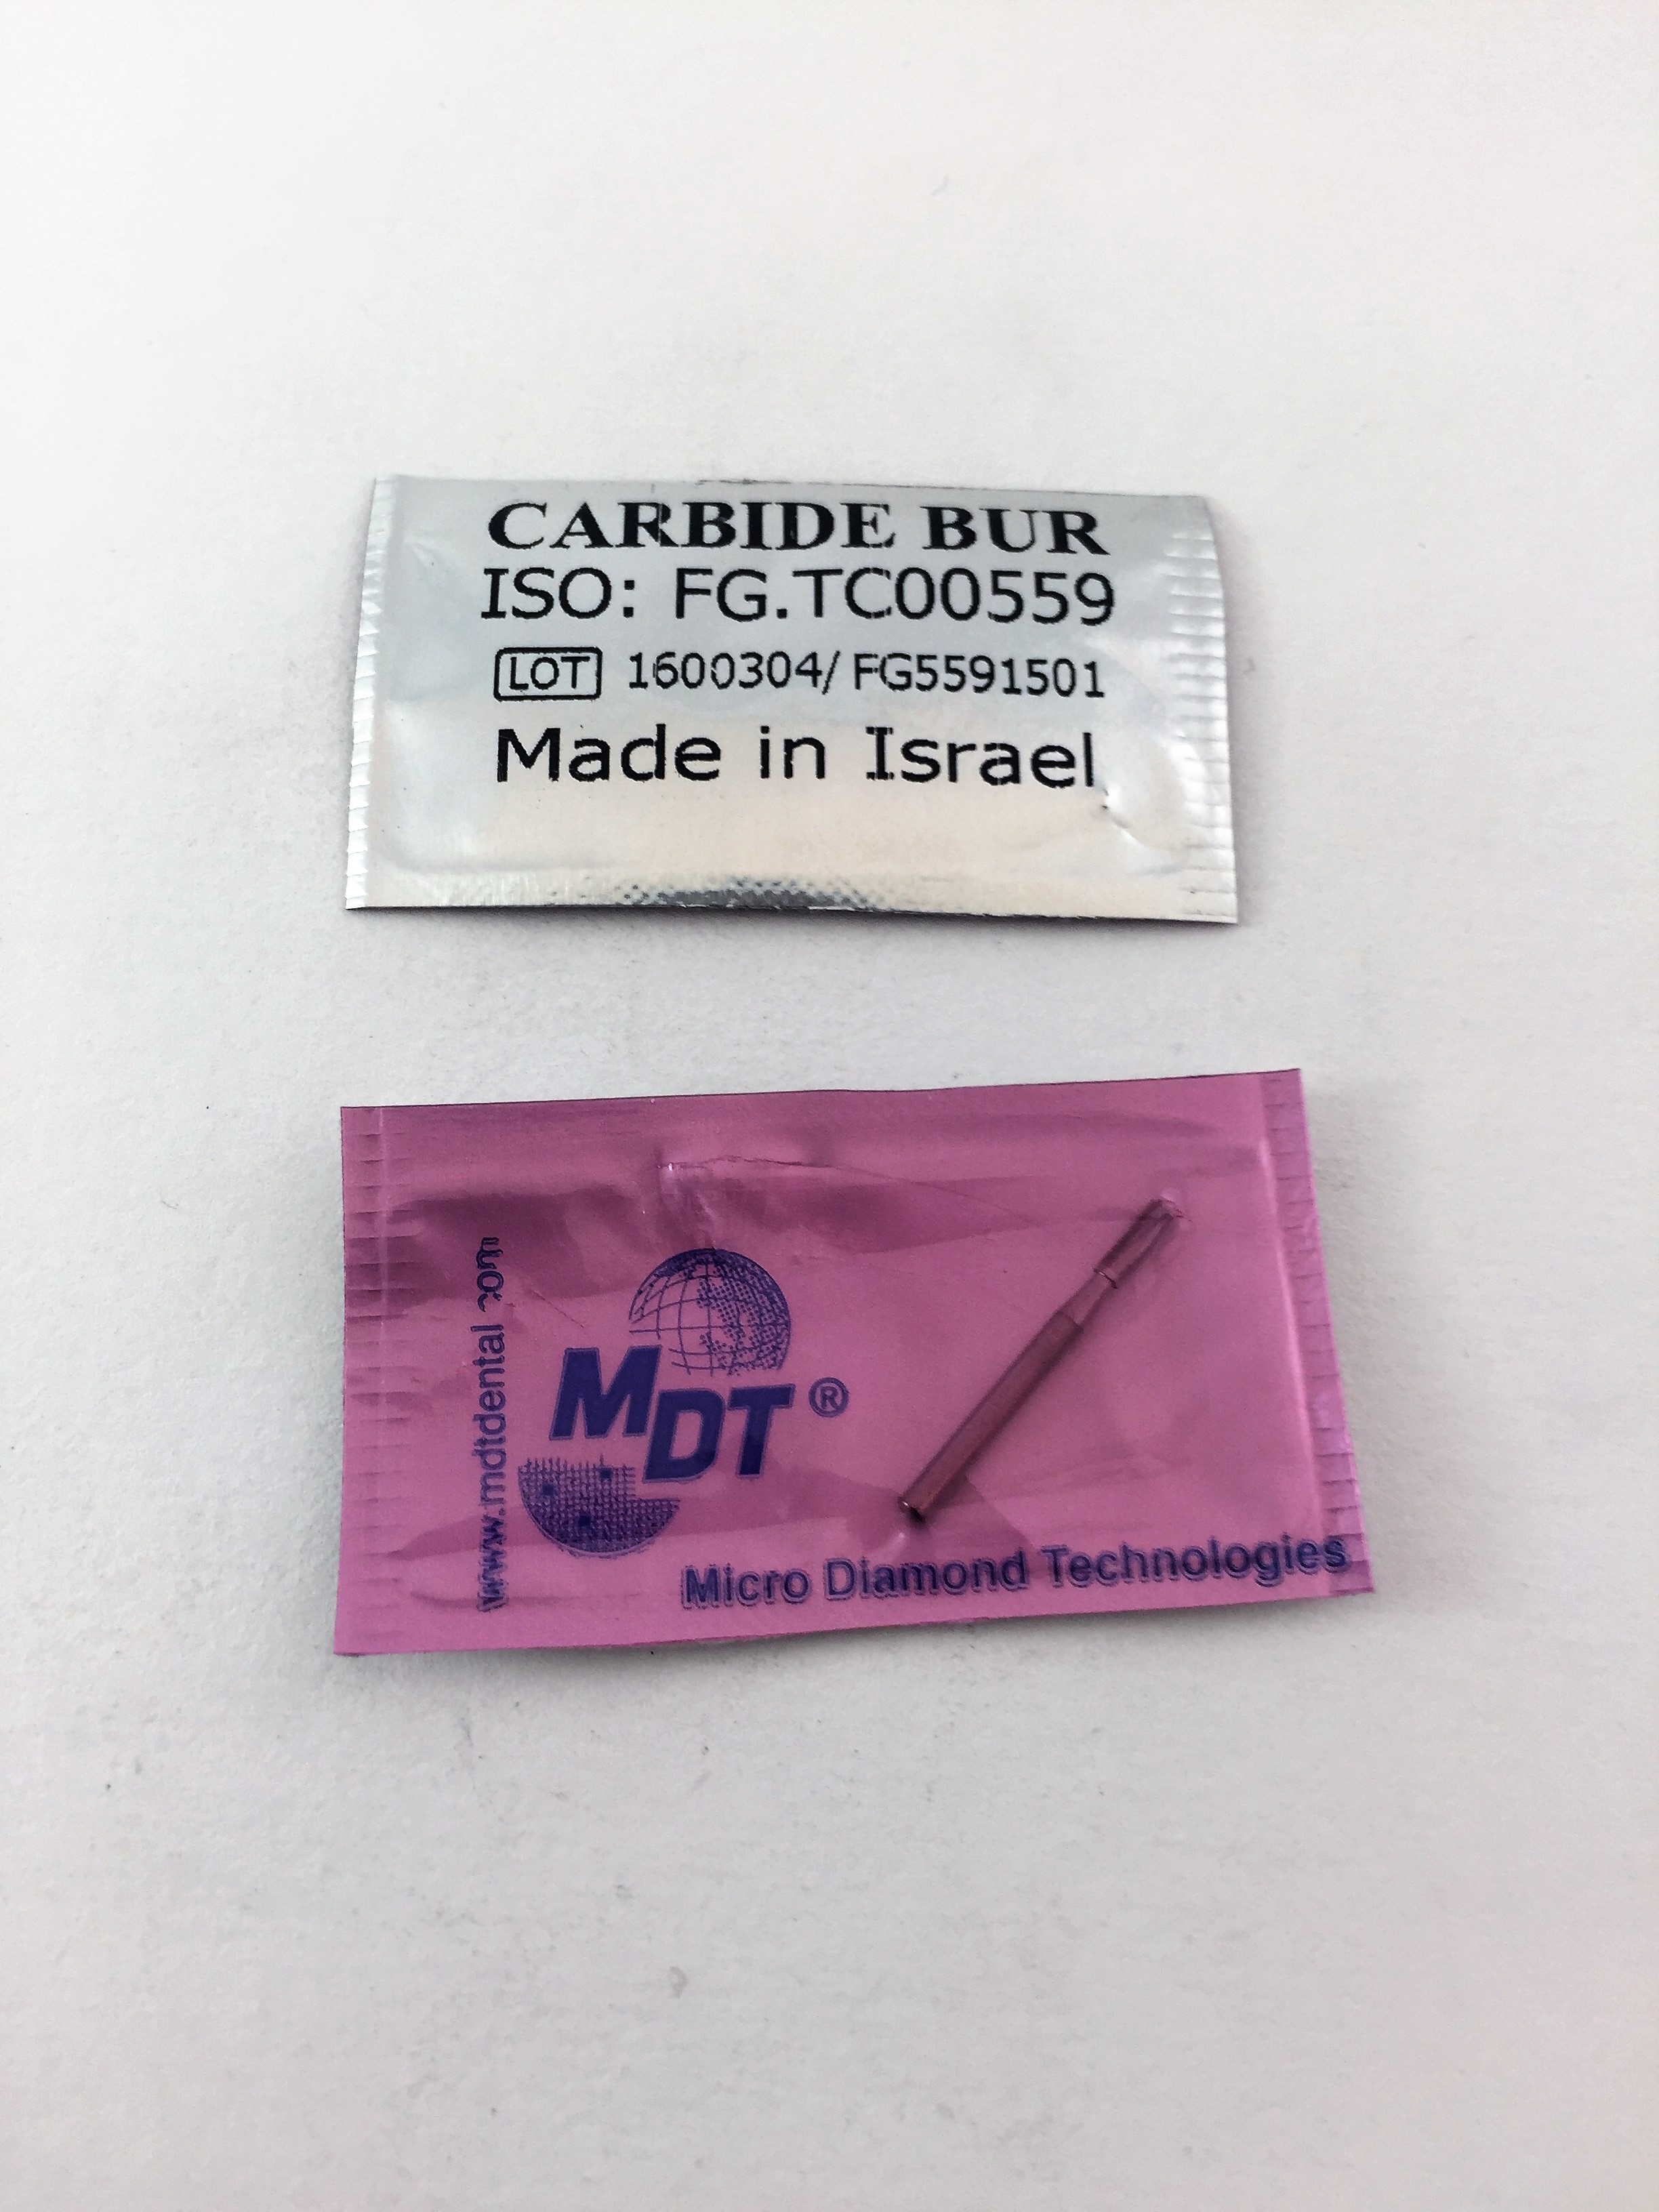 CARBIDE BUR
ISO: FG.TC00559
LOT 1600304/ FG5591501
Made in Israel
www.mdtdental.com
MDT®
Micro Diamond Technologies